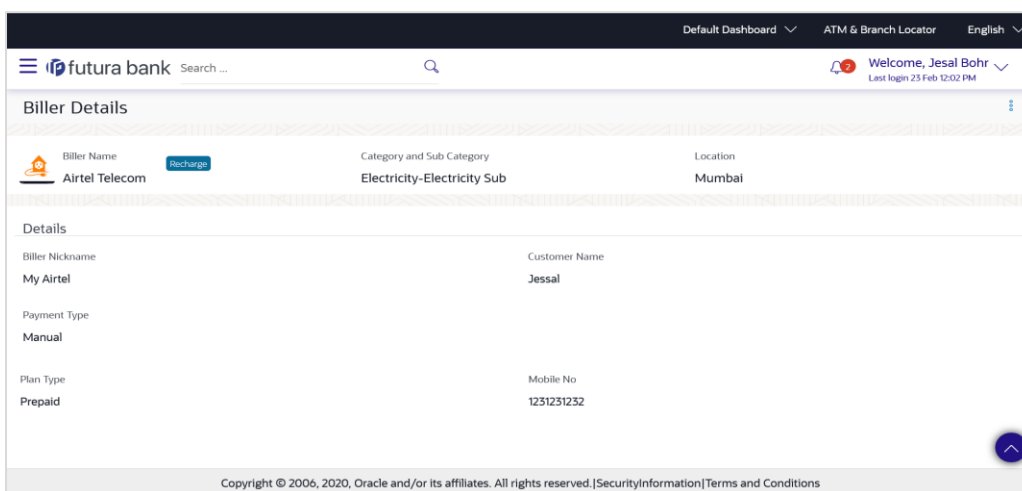 Default Dashboard ATM & Branch Locator English
futura bank Search ... 2 Welcome, Jesal Bohr
Last login 23 Feb 12:02 PM
Biller Details
Biller Name Recharge Category and Sub Category Location
Airtel Telecom Electricity-Electricity Sub Mumbai
Details
Biller Nickname Customer Name
My Airtel Jessal
Payment Type
Manual
Plan Type Mobile No
Prepaid 1231231232
Copyright © 2006, 2020, Oracle and/or its affiliates. All rights reserved.|SecurityInformation|Terms and Conditions